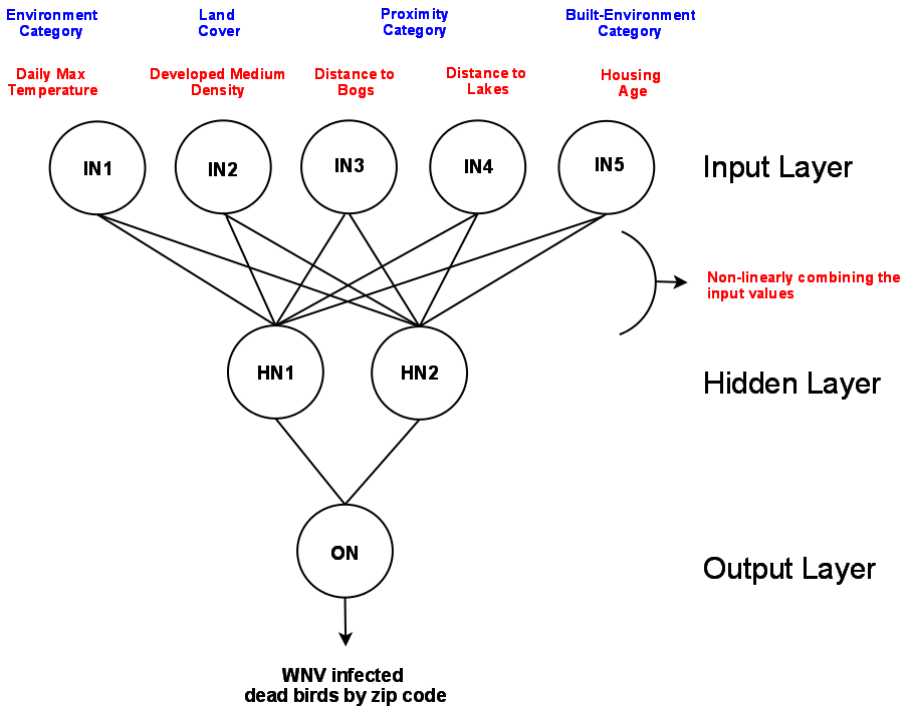 Environment
Category
Land
Cover
Proximity
Category
Built-Environment
Category
Daily Max
Temperature
Developed Medium
Density
Distance to
Bogs
Distance to
Lakes
Housing
Age
IN1
IN2
IN3
IN4
IN5
Input Layer
Non-linearly combining the
input values
HN1
HN2
Hidden Layer
ON
Output Layer
WNV infected
dead birds by zip code